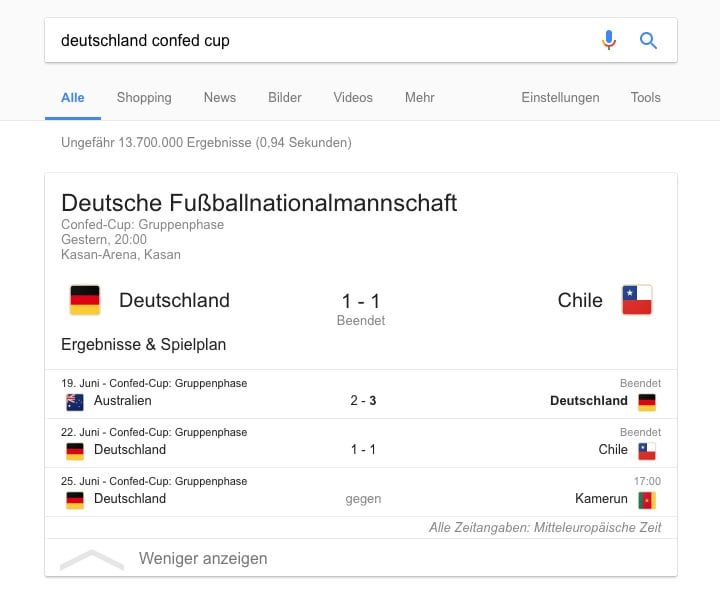 deutschland confed cup
Alle Shopping News Bilder Videos Mehr Einstellungen Tools
Ungefähr 13.700.000 Ergebnisse (0,94 Sekunden)
Deutsche Fußballnationalmannschaft
Confed-Cup: Gruppenphase
Gestern, 20:00
Kasan-Arena, Kasan
Deutschland 1 - 1 Chile
Beendet
Ergebnisse & Spielplan
19. Juni - Confed-Cup: Gruppenphase Beendet
Australien 2 - 3 Deutschland
22. Juni - Confed-Cup: Gruppenphase Beendet
Deutschland 1 - 1 Chile
25. Juni - Confed-Cup: Gruppenphase 17:00
Deutschland gegen Kamerun
Alle Zeitangaben: Mitteleuropäische Zeit
Weniger anzeigen